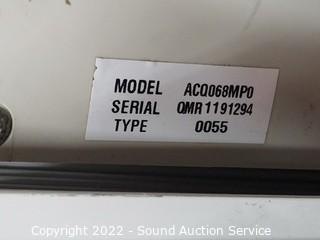 MODEL ACQ068MP0
SERIAL QMR1191294
TYPE 0055
Copyright 2022 - Sound Auction Service